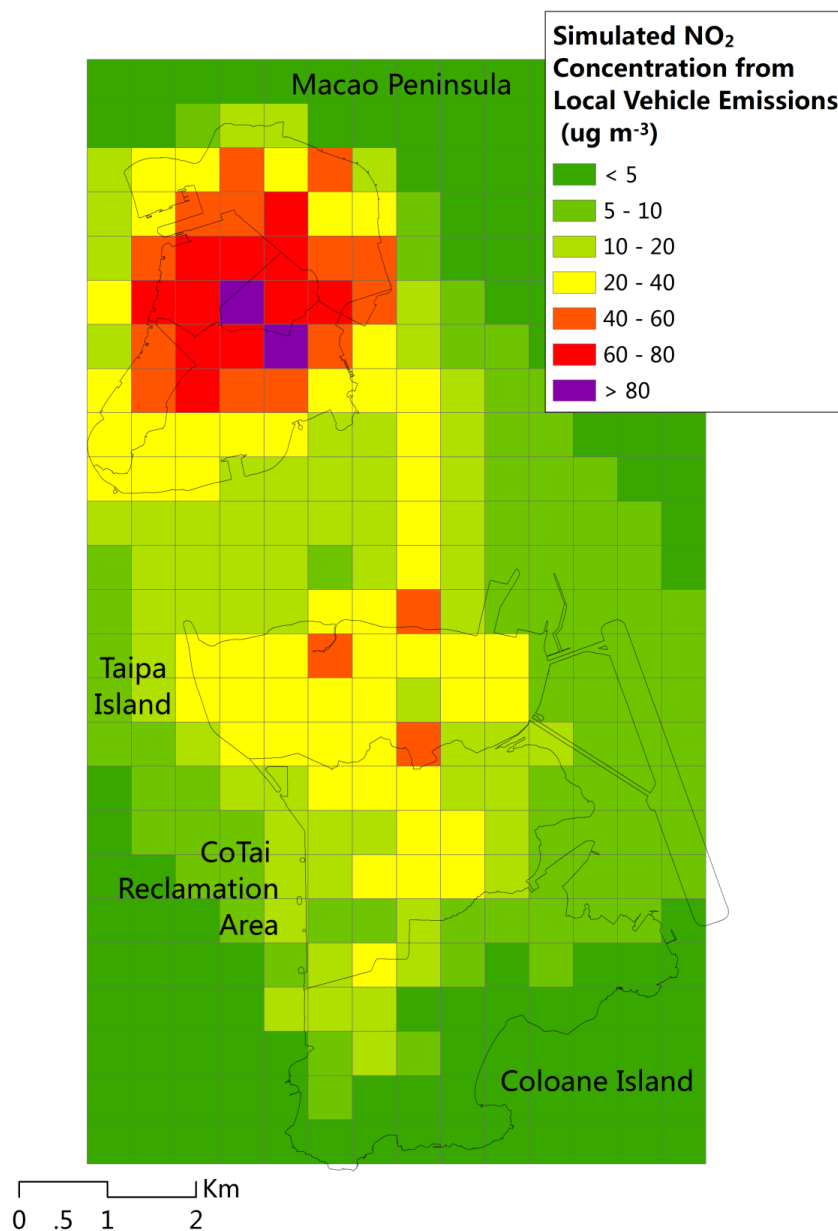 Simulated NO₂
Concentration from
Local Vehicle Emissions
(ug m⁻³)
< 5
5 - 10
10 - 20
20 - 40
40 - 60
60 - 80
> 80
Macao Peninsula
Taipa
Island
CoTai
Reclamation
Area
Coloane Island
Km
0 .5 1 2